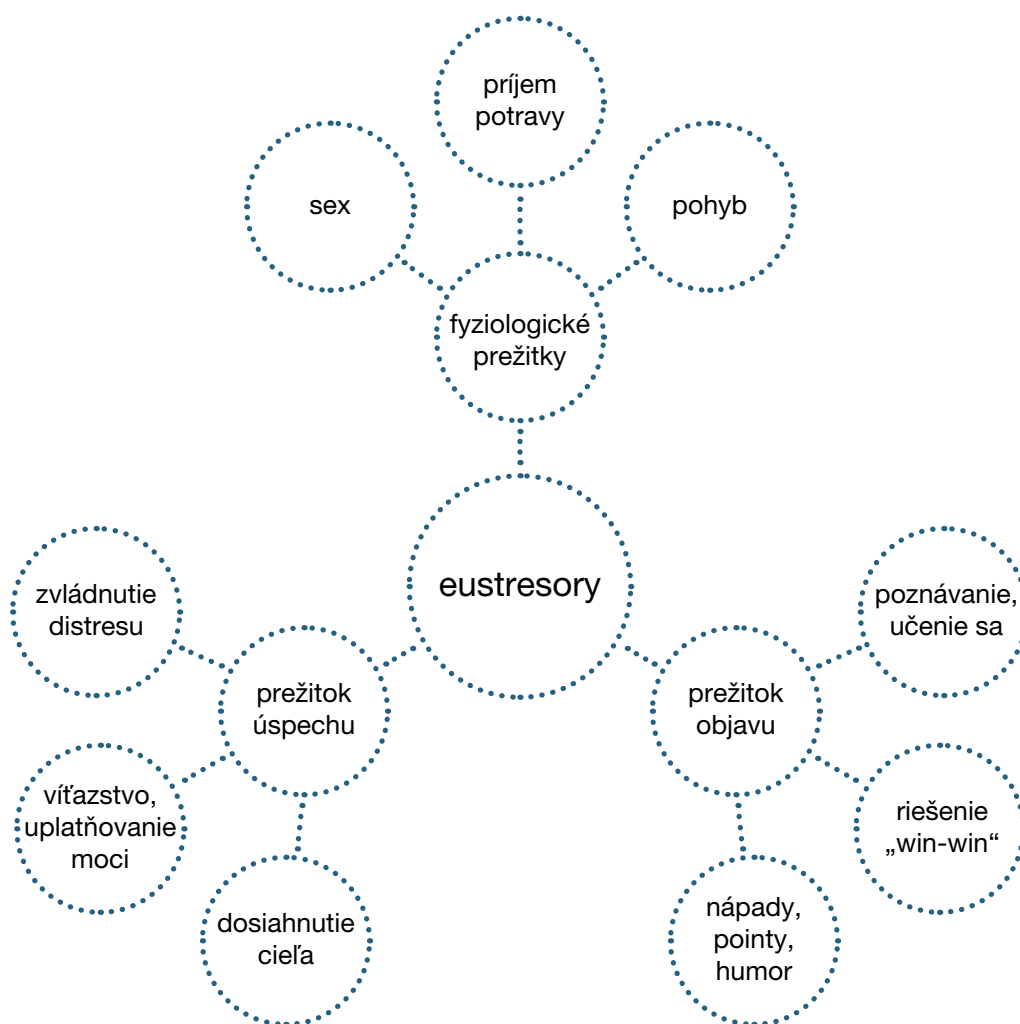 príjem
potravy
sex
pohyb
fyziologické
prežitky
eustresory
zvládnutie
distresu
poznávanie,
učenie sa
prežitok
úspechu
prežitok
objavu
víťazstvo,
uplatňovanie
moci
riešenie
„win-win“
dosiahnutie
cieľa
nápady,
pointy,
humor